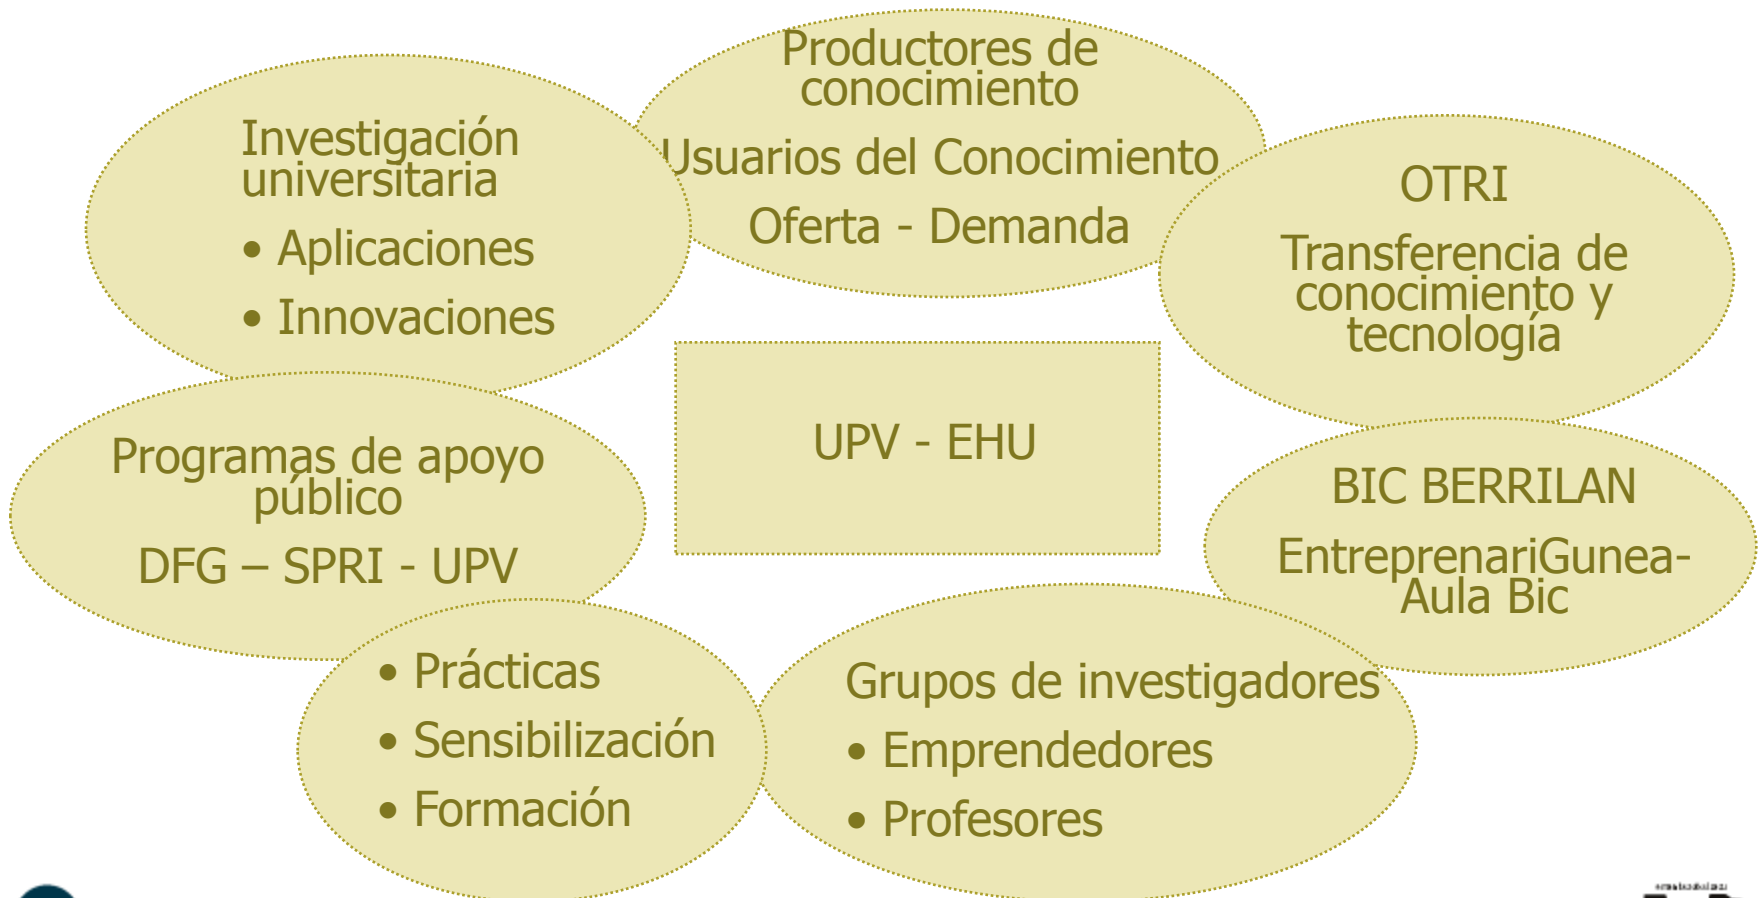 Productores de
conocimiento
Usuarios del Conocimiento
Oferta - Demanda
Investigación
universitaria
• Aplicaciones
• Innovaciones
OTRI
Transferencia de
conocimiento y
tecnología
UPV - EHU
Programas de apoyo
público
DFG – SPRI - UPV
BIC BERRILAN
EntreprenariGunea-
Aula Bic
• Prácticas
• Sensibilización
• Formación
Grupos de investigadores
• Emprendedores
• Profesores